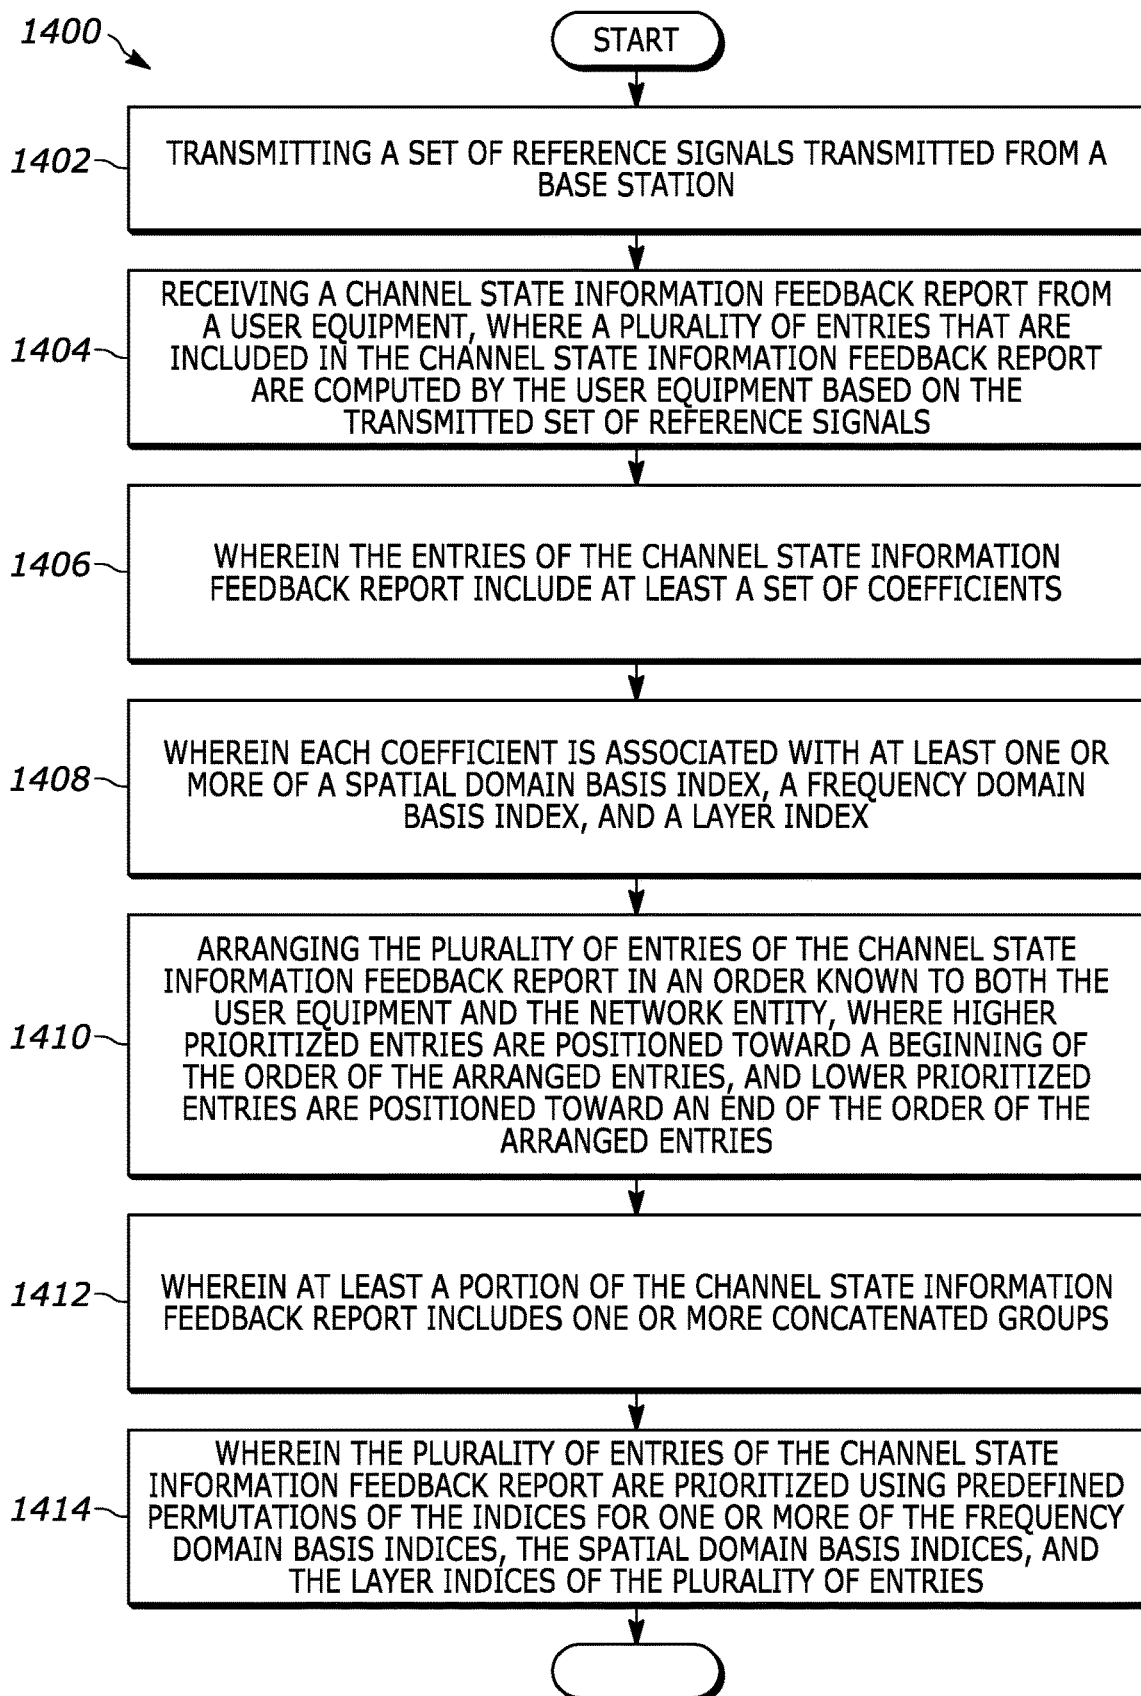 1400
START
1402
TRANSMITTING A SET OF REFERENCE SIGNALS TRANSMITTED FROM A
BASE STATION
1404
RECEIVING A CHANNEL STATE INFORMATION FEEDBACK REPORT FROM
A USER EQUIPMENT, WHERE A PLURALITY OF ENTRIES THAT ARE
INCLUDED IN THE CHANNEL STATE INFORMATION FEEDBACK REPORT
ARE COMPUTED BY THE USER EQUIPMENT BASED ON THE
TRANSMITTED SET OF REFERENCE SIGNALS
1406
WHEREIN THE ENTRIES OF THE CHANNEL STATE INFORMATION
FEEDBACK REPORT INCLUDE AT LEAST A SET OF COEFFICIENTS
1408
WHEREIN EACH COEFFICIENT IS ASSOCIATED WITH AT LEAST ONE OR
MORE OF A SPATIAL DOMAIN BASIS INDEX, A FREQUENCY DOMAIN
BASIS INDEX, AND A LAYER INDEX
1410
ARRANGING THE PLURALITY OF ENTRIES OF THE CHANNEL STATE
INFORMATION FEEDBACK REPORT IN AN ORDER KNOWN TO BOTH THE
USER EQUIPMENT AND THE NETWORK ENTITY, WHERE HIGHER
PRIORITIZED ENTRIES ARE POSITIONED TOWARD A BEGINNING OF
THE ORDER OF THE ARRANGED ENTRIES, AND LOWER PRIORITIZED
ENTRIES ARE POSITIONED TOWARD AN END OF THE ORDER OF THE
ARRANGED ENTRIES
1412
WHEREIN AT LEAST A PORTION OF THE CHANNEL STATE INFORMATION
FEEDBACK REPORT INCLUDES ONE OR MORE CONCATENATED GROUPS
1414
WHEREIN THE PLURALITY OF ENTRIES OF THE CHANNEL STATE
INFORMATION FEEDBACK REPORT ARE PRIORITIZED USING PREDEFINED
PERMUTATIONS OF THE INDICES FOR ONE OR MORE OF THE FREQUENCY
DOMAIN BASIS INDICES, THE SPATIAL DOMAIN BASIS INDICES, AND
THE LAYER INDICES OF THE PLURALITY OF ENTRIES